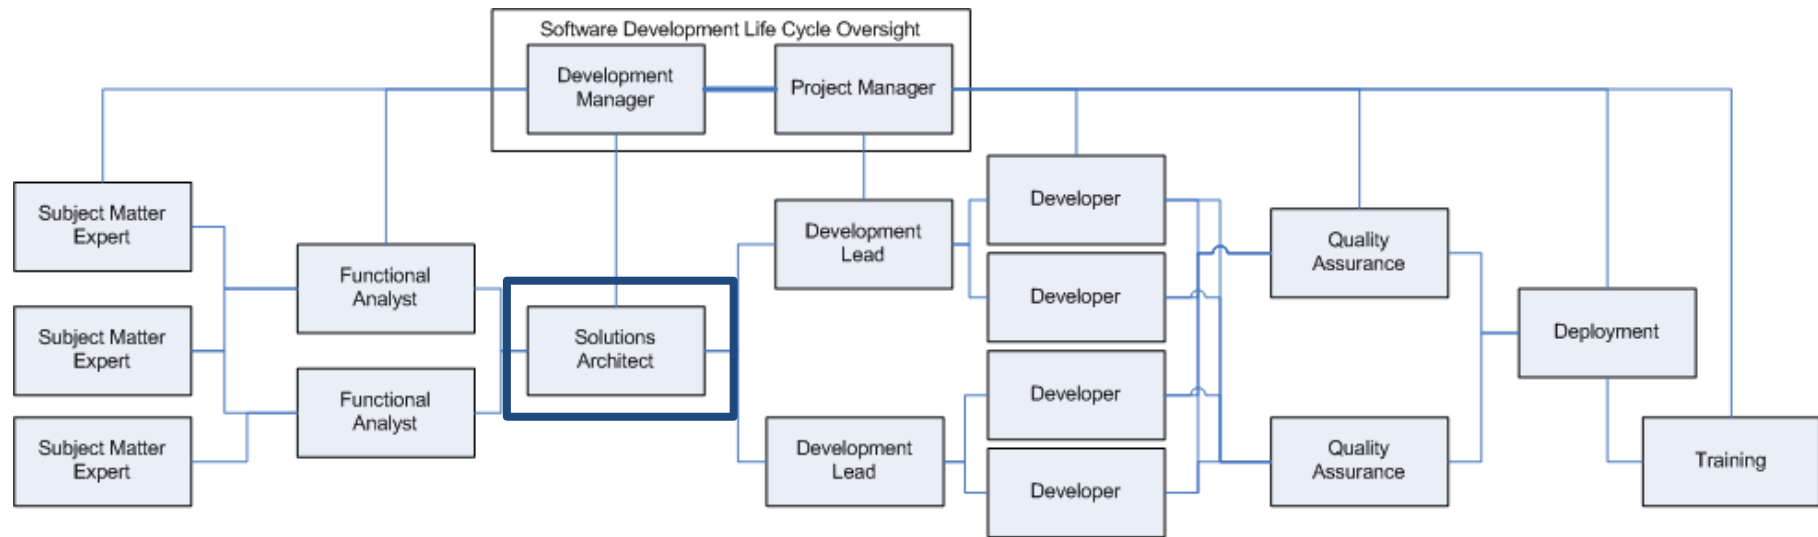 Software Development Life Cycle Oversight
Development
Manager
Project Manager
Subject Matter
Expert
Subject Matter
Expert
Subject Matter
Expert
Functional
Analyst
Functional
Analyst
Solutions
Architect
Development
Lead
Development
Lead
Developer
Developer
Developer
Developer
Quality
Assurance
Quality
Assurance
Deployment
Training